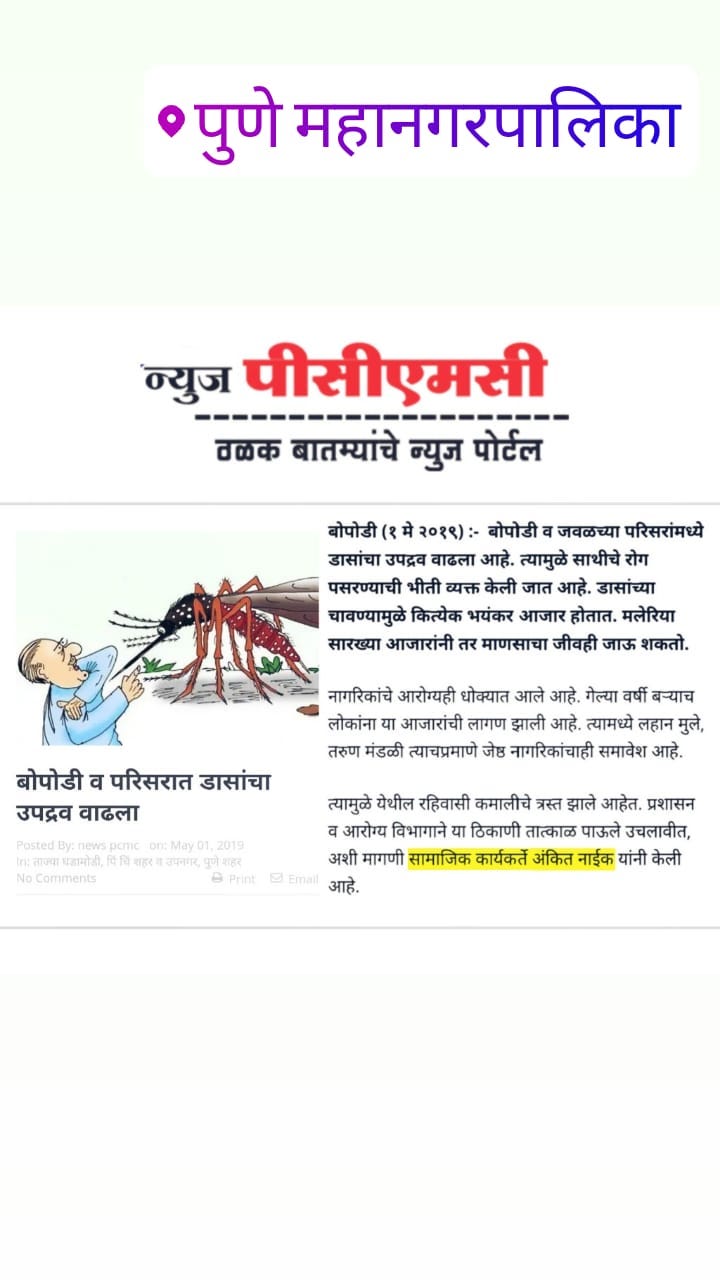 पुणे महानगरपालिका
न्युज पीसीएमसी
ठळक बातम्यांचे न्युज पोर्टल
बोपोडी व परिसरात डासांचा
उपद्रव वाढला
Posted By: news pcmc on: May 01, 2019
In: ताज्या घडामोडी, पिं चिं शहर व उपनगर, पुणे शहर
No Comments
Print Email
बोपोडी (१ मे २०१९) :- बोपोडी व जवळच्या परिसरांमध्ये
डासांचा उपद्रव वाढला आहे. त्यामुळे साथीचे रोग
पसरण्याची भीती व्यक्त केली जात आहे. डासांच्या
चावण्यामुळे कित्येक भयंकर आजार होतात. मलेरिया
सारख्या आजारांनी तर माणसाचा जीवही जाऊ शकतो.
नागरिकांचे आरोग्यही धोक्यात आले आहे. गेल्या वर्षी बऱ्याच
लोकांना या आजारांची लागण झाली आहे. त्यामध्ये लहान मुले,
तरुण मंडळी त्याचप्रमाणे जेष्ठ नागरिकांचाही समावेश आहे.
त्यामुळे येथील रहिवासी कमालीचे त्रस्त झाले आहेत. प्रशासन
व आरोग्य विभागाने या ठिकाणी तात्काळ पाऊले उचलावीत,
अशी मागणी सामाजिक कार्यकर्ते अंकित नाईक यांनी केली
आहे.